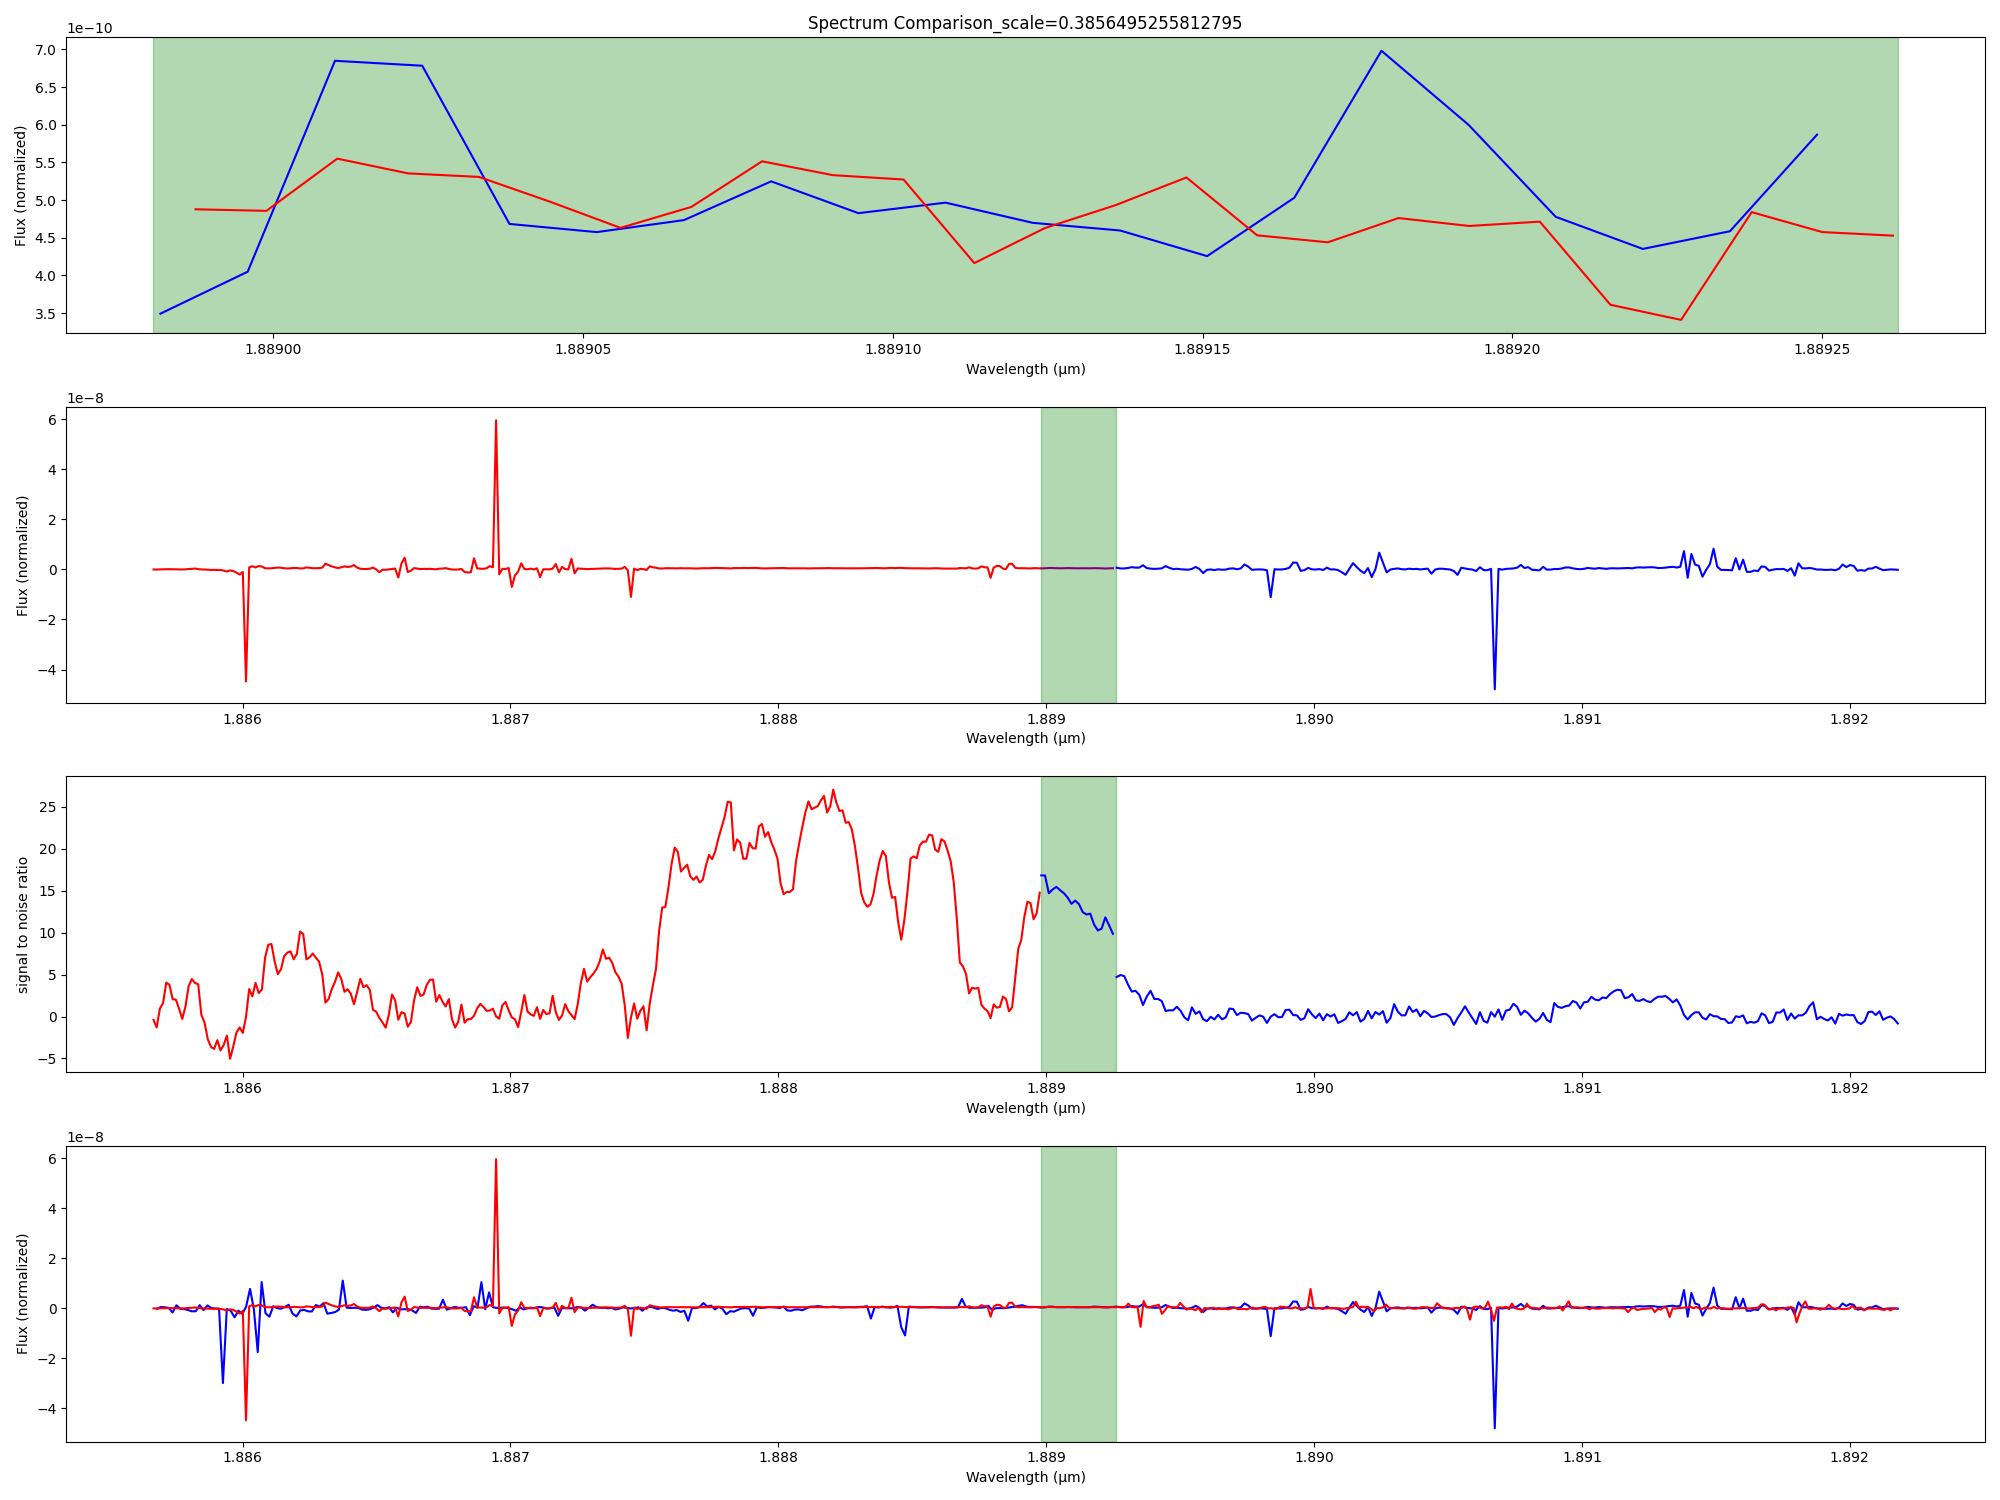 Spectrum Comparison_scale=0.3856495255812795
1e−10
7.0
6.5
6.0
5.5
5.0
4.5
4.0
3.5
Flux (normalized)
1.88900 1.88905 1.88910 1.88915 1.88920 1.88925
Wavelength (μm)
1e−8
6
4
2
0
−2
−4
Flux (normalized)
1.886 1.887 1.888 1.889 1.890 1.891 1.892
Wavelength (μm)
25
20
15
10
5
0
−5
signal to noise ratio
1.886 1.887 1.888 1.889 1.890 1.891 1.892
Wavelength (μm)
1e−8
6
4
2
0
−2
−4
Flux (normalized)
1.886 1.887 1.888 1.889 1.890 1.891 1.892
Wavelength (μm)